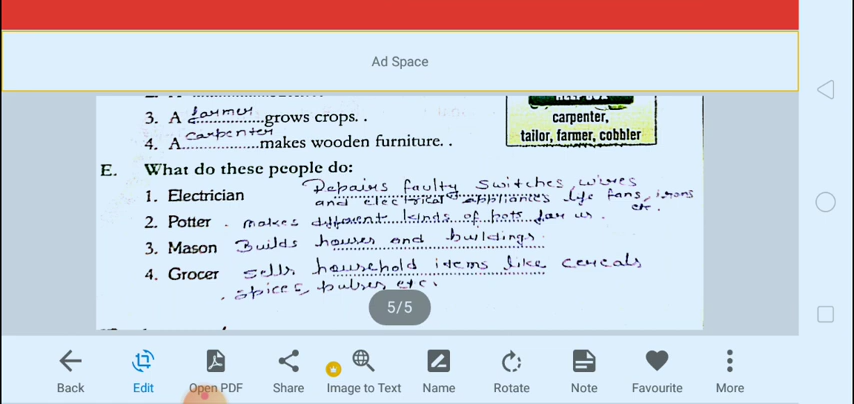 Ad Space
3. A farmer grows crops. .
4. A carpenter makes wooden furniture. .
carpenter,
tailor, farmer, cobbler
E. What do these people do:
1. Electrician Repairs faulty switches, wires
and electrical appliances like fans, irons
etc.
2. Potter . makes different kinds of pots for us .
3. Mason Builds houses and buildings.
4. Grocer sells household items like cereals
. spices, pulses, etc.
5/5
Back
Edit
Open PDF
Share
Image to Text
Name
Rotate
Note
Favourite
More